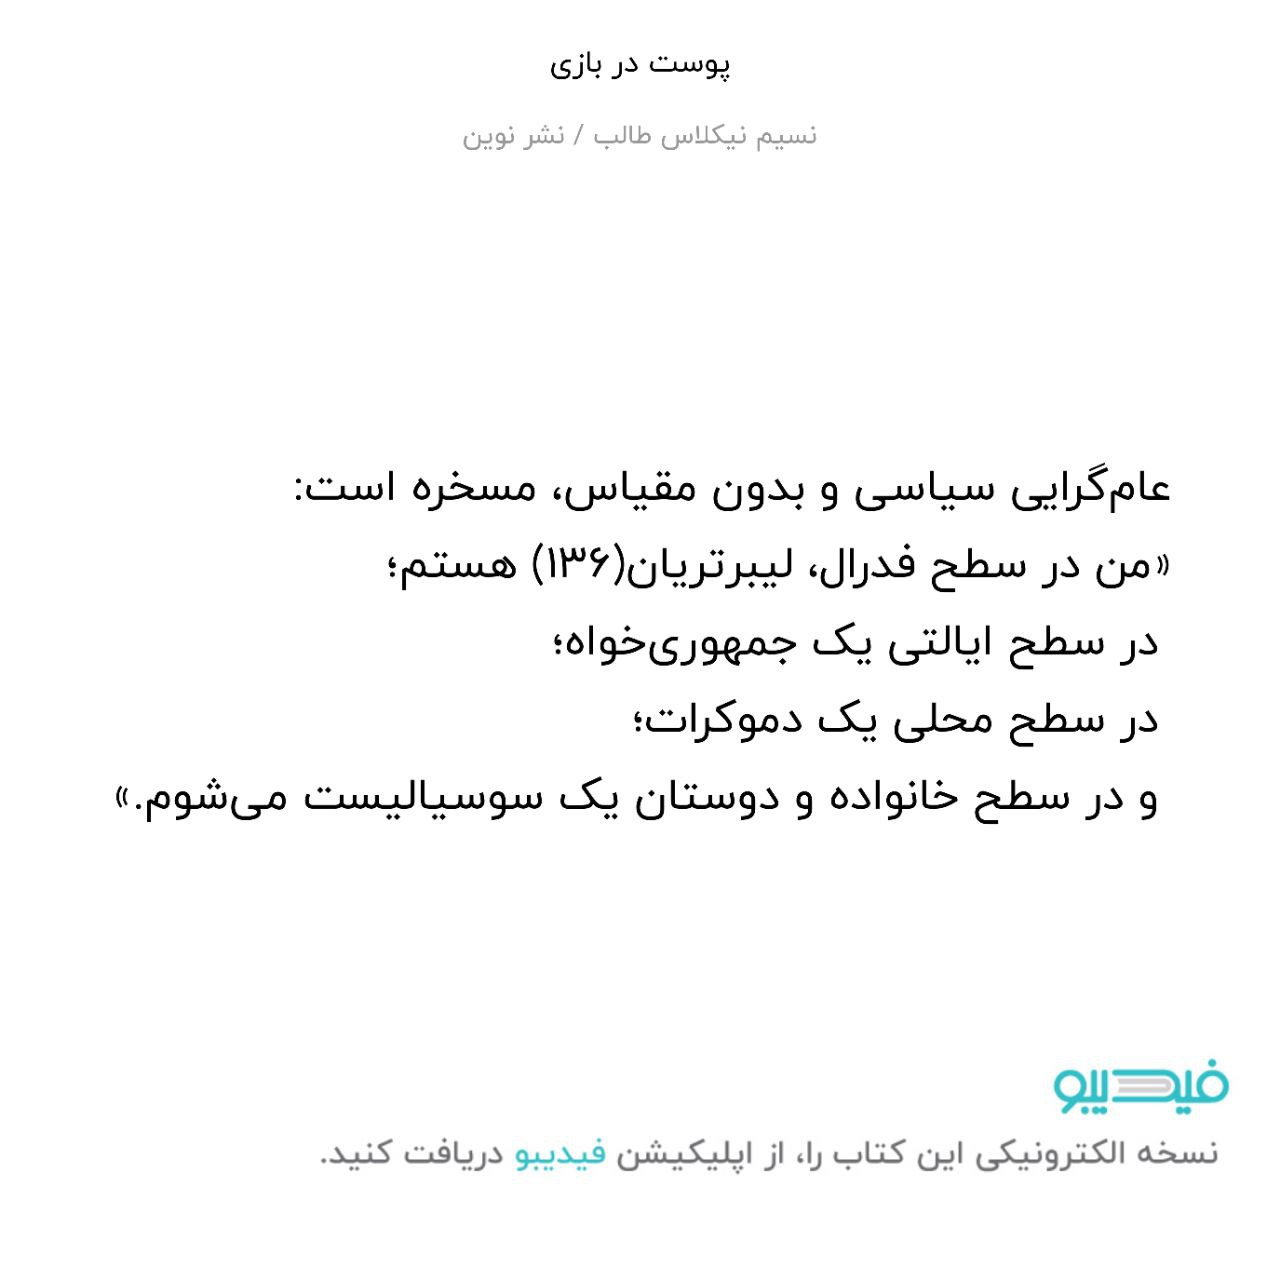 پوست در بازی
نسیم نیکلاس طالب / نشر نوین
عام‌گرایی سیاسی و بدون مقیاس، مسخره است:
«من در سطح فدرال، لیبرتریان(۱۳۶) هستم؛
در سطح ایالتی یک جمهوری‌خواه؛
در سطح محلی یک دموکرات؛
و در سطح خانواده و دوستان یک سوسیالیست می‌شوم.»
فیدیبو
نسخه الکترونیکی این کتاب را، از اپلیکیشن فیدیبو دریافت کنید.